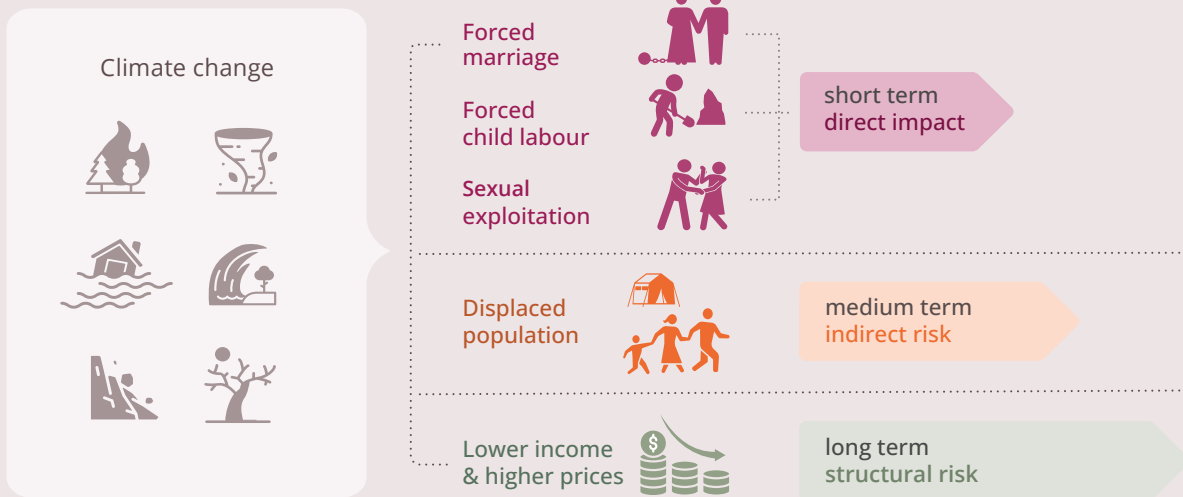 Climate change
Forced
marriage
Forced
child labour
Sexual
exploitation
short term
direct impact
Displaced
population
medium term
indirect risk
Lower income
& higher prices
$
long term
structural risk